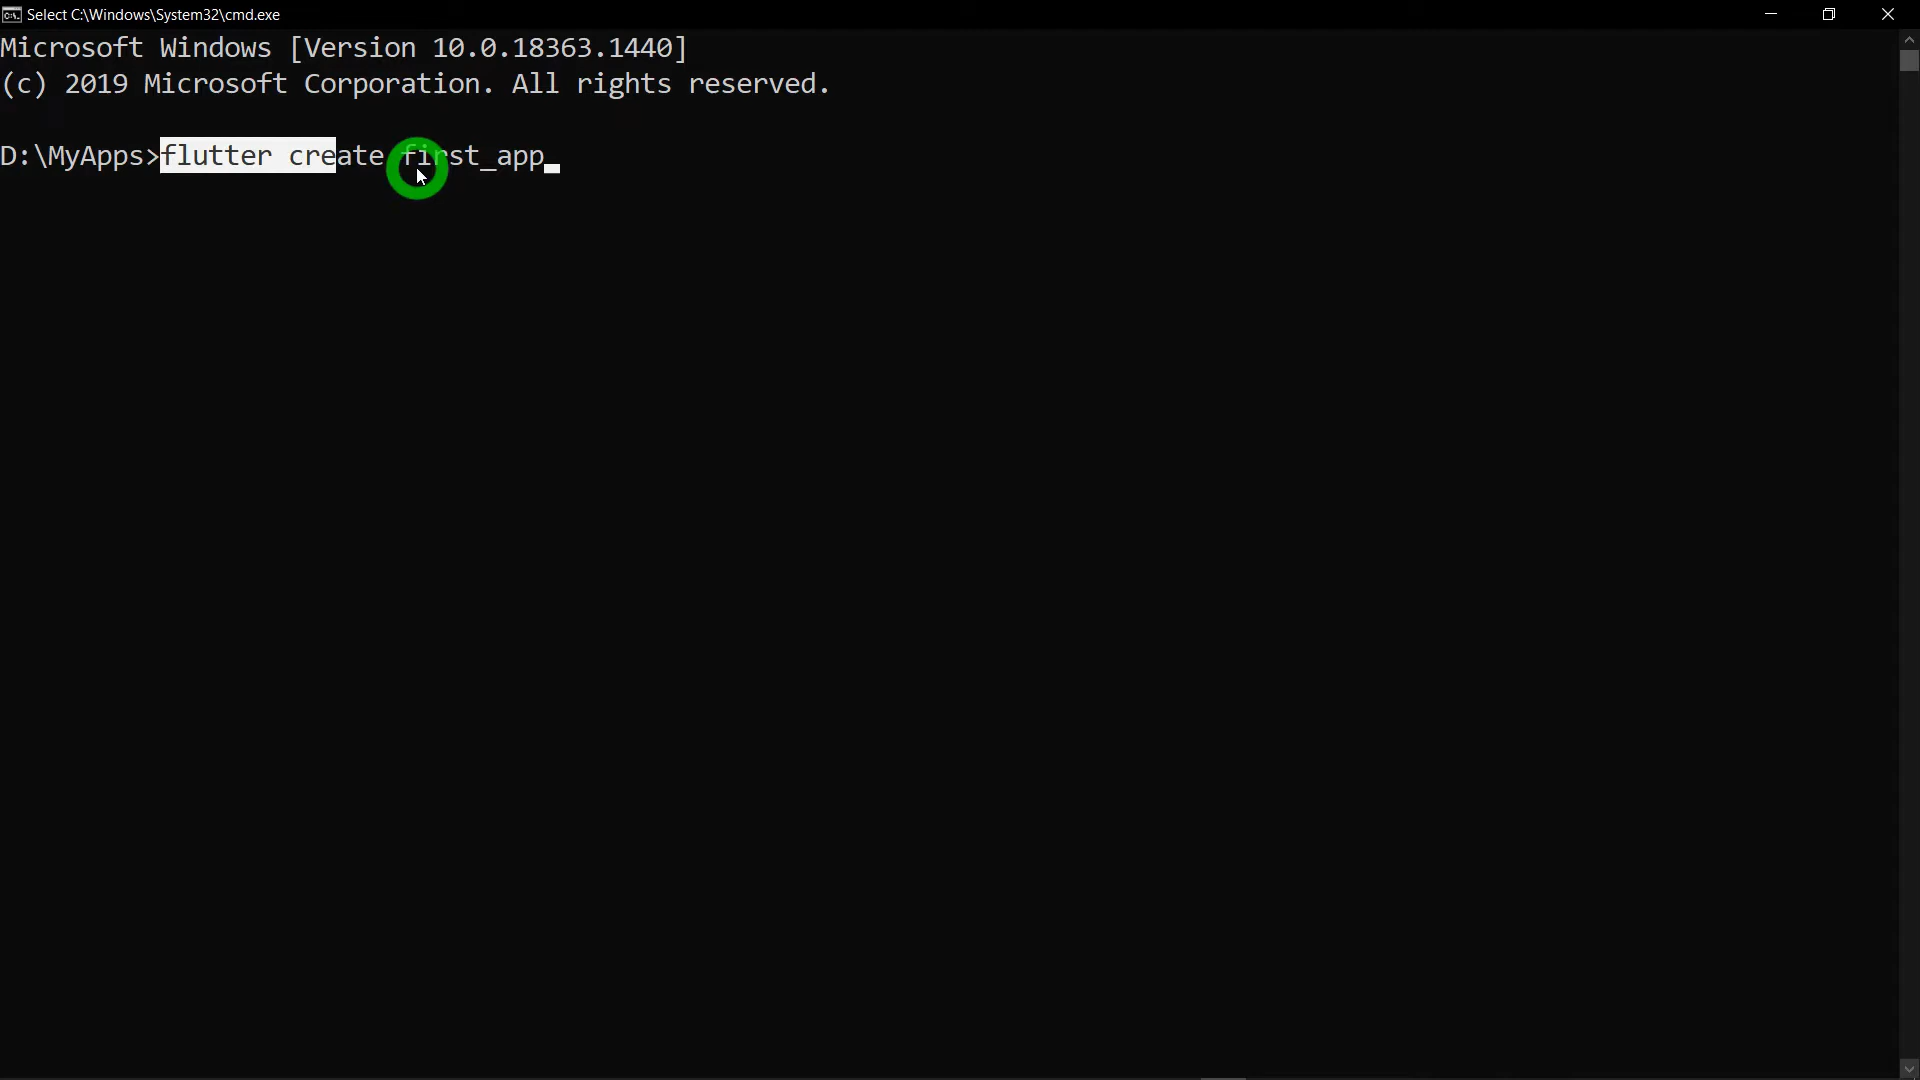 Select C:\Windows\System32\cmd.exe
Microsoft Windows [Version 10.0.18363.1440]
(c) 2019 Microsoft Corporation. All rights reserved.
D:\MyApps>flutter create first_app